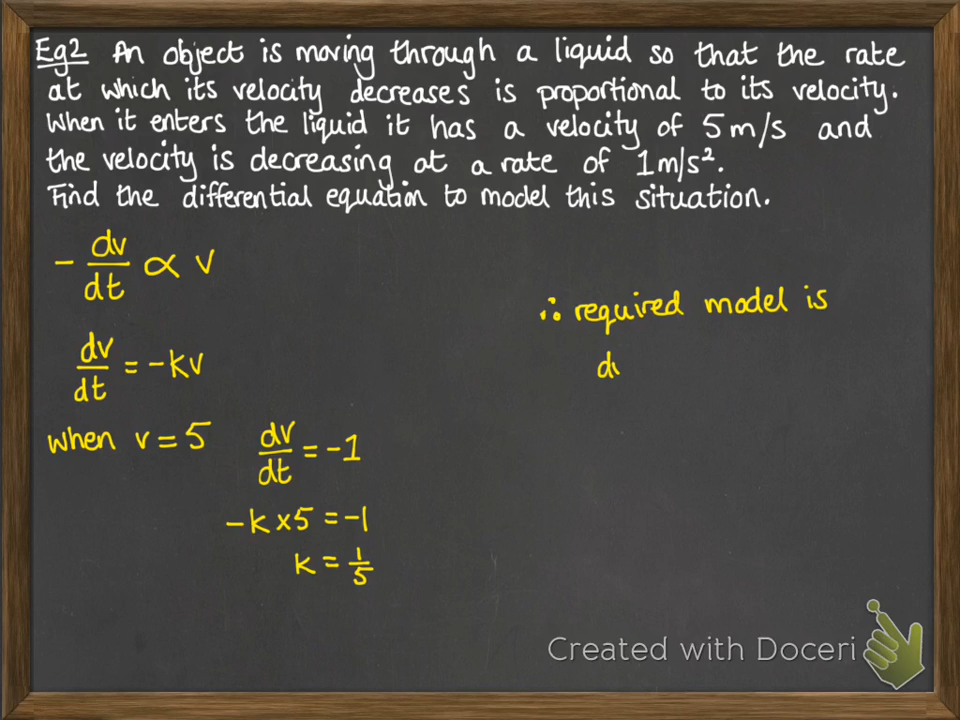 Eg2 An object is moving through a liquid so that the rate
at which its velocity decreases is proportional to its velocity.
When it enters the liquid it has a velocity of 5m/s and
the velocity is decreasing at a rate of 1m/s².
Find the differential equation to model this situation.
- dv/dt ∝ v
dv/dt = -kv
when v = 5 dv/dt = -1
-k × 5 = -1
k = 1/5
∴ required model is
dv
Created with Doceri